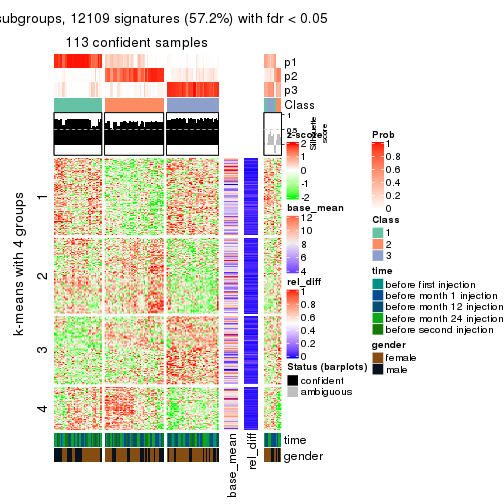 subgroups, 12109 signatures (57.2%) with fdr < 0.05
113 confident samples
p1
p2
p3
Class
1
0.5
0
Silhouette
score
k-means with 4 groups
1
2
3
4
time
gender
base_mean
rel_diff
z-score
2
1
0
-1
-2
base_mean
12
10
8
6
4
rel_diff
1
0.8
0.6
0.4
0.2
0
Status (barplots)
confident
ambiguous
Prob
1
0.8
0.6
0.4
0.2
0
Class
1
2
3
time
before first injection
before month 1 injection
before month 12 injection
before month 24 injection
before second injection
gender
female
male